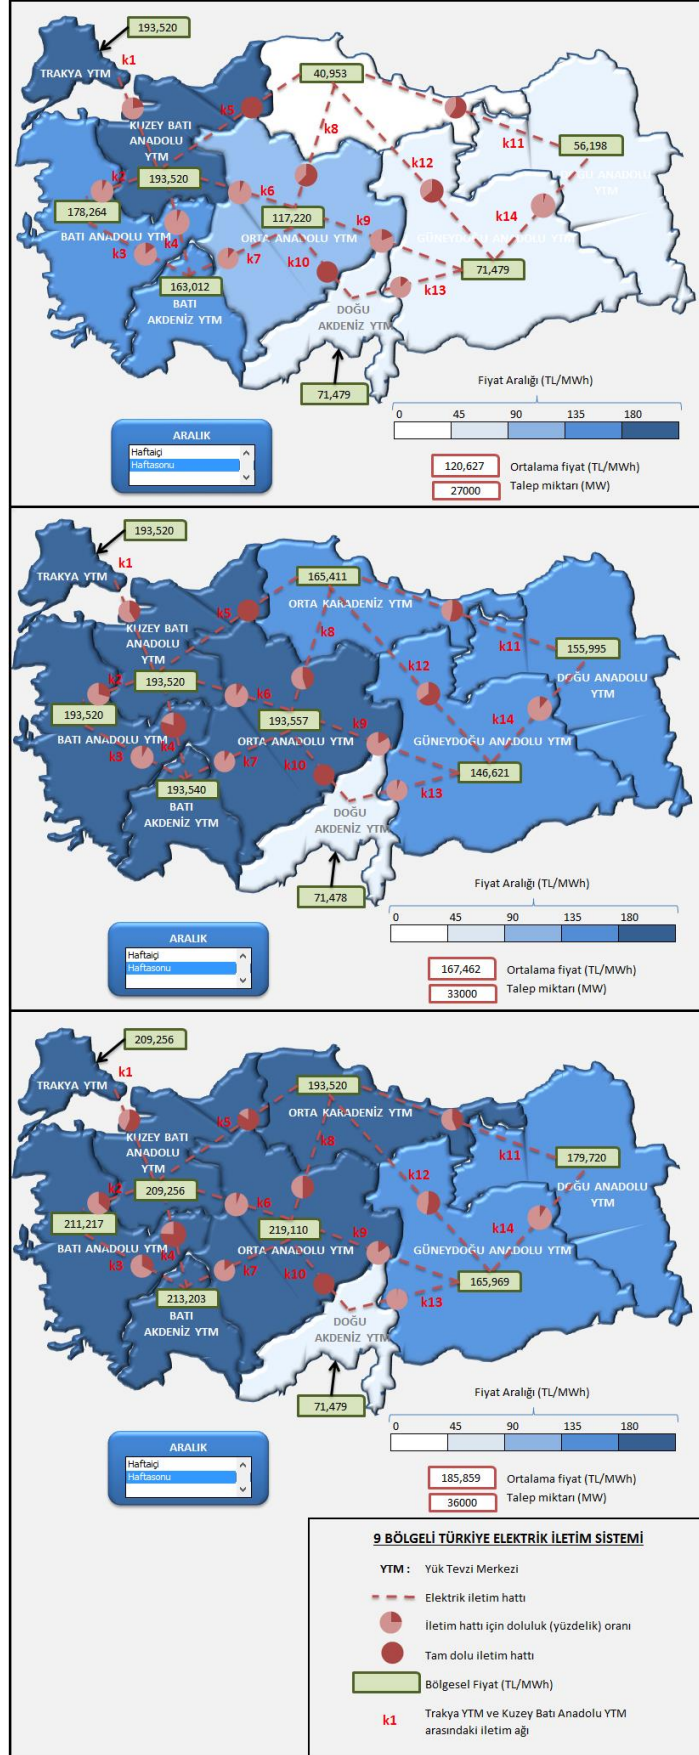 193,520
k1
TRAKYA YTM
40,953
k5
KUZEY BATI
ANADOLU
YTM
k8
k11
56,198
k12
DOĞU ANADOLU
YTM
k2
193,520
k6
178,264
117,220
k9
k14
BATI ANADOLU YTM
k4
ORTA ANADOLU YTM
GÜNEYDOĞU ANADOLU YTM
k3
k7
k10
71,479
163,012
k13
BATI
AKDENİZ YTM
DOĞU
AKDENİZ YTM
71,479
Fiyat Aralığı (TL/MWh)
0 45 90 135 180
ARALIK
Haftaiçi
Haftasonu
120,627 Ortalama fiyat (TL/MWh)
27000 Talep miktarı (MW)
193,520
k1
TRAKYA YTM
165,411
k5
ORTA KARADENİZ YTM
KUZEY BATI
ANADOLU
YTM
k8
k11
155,995
k12
DOĞU ANADOLU
YTM
k2
193,520
k6
193,520
193,557
k9
k14
BATI ANADOLU YTM
k4
ORTA ANADOLU YTM
GÜNEYDOĞU ANADOLU YTM
k3
k7
k10
146,621
193,540
k13
BATI
AKDENİZ YTM
DOĞU
AKDENİZ YTM
71,478
Fiyat Aralığı (TL/MWh)
0 45 90 135 180
ARALIK
Haftaiçi
Haftasonu
167,462 Ortalama fiyat (TL/MWh)
33000 Talep miktarı (MW)
209,256
k1
TRAKYA YTM
193,520
k5
ORTA KARADENİZ YTM
KUZEY BATI
ANADOLU
YTM
k8
k11
179,720
k12
DOĞU ANADOLU
YTM
k2
209,256
k6
211,217
219,110
k9
k14
BATI ANADOLU YTM
k4
ORTA ANADOLU YTM
GÜNEYDOĞU ANADOLU YTM
k3
k7
k10
165,969
213,203
k13
BATI
AKDENİZ YTM
DOĞU
AKDENİZ YTM
71,479
Fiyat Aralığı (TL/MWh)
0 45 90 135 180
ARALIK
Haftaiçi
Haftasonu
185,859 Ortalama fiyat (TL/MWh)
36000 Talep miktarı (MW)
9 BÖLGELİ TÜRKİYE ELEKTRİK İLETİM SİSTEMİ
YTM : Yük Tevzi Merkezi
Elektrik iletim hattı
İletim hattı için doluluk (yüzdelik) oranı
Tam dolu iletim hattı
Bölgesel Fiyat (TL/MWh)
k1 Trakya YTM ve Kuzey Batı Anadolu YTM
arasındaki iletim ağı